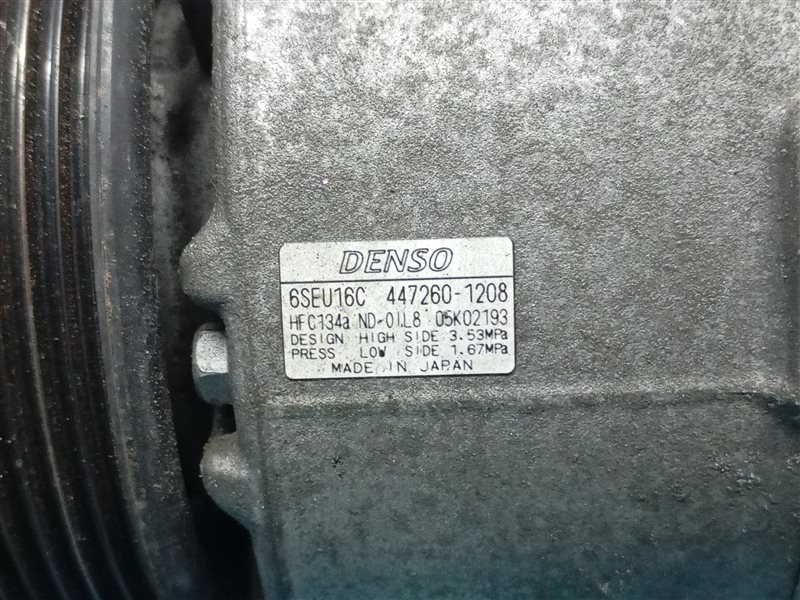 DENSO
6SEU16C 447260-1208
HFC134a ND-OIL8 05K02193
DESIGN HIGH SIDE 3.53MPa
PRESS LOW SIDE 1.67MPa
MADE IN JAPAN